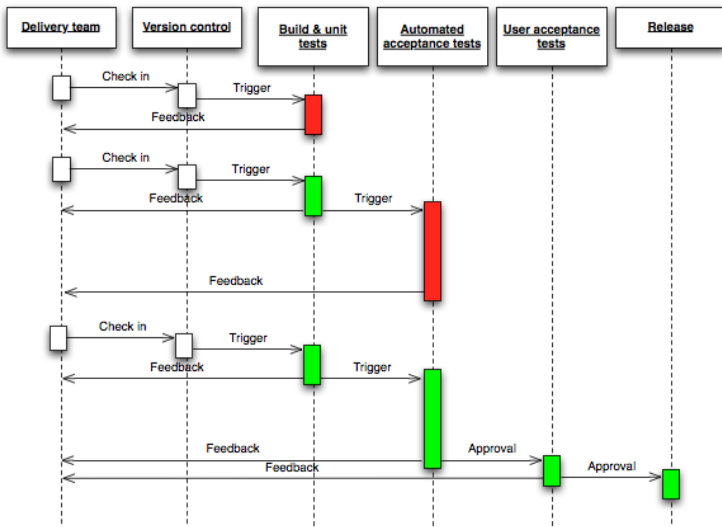 Delivery team
Version control
Build & unit
tests
Automated
acceptance tests
User acceptance
tests
Release
Check in
Trigger
Feedback
Check in
Trigger
Feedback
Trigger
Feedback
Check in
Trigger
Feedback
Trigger
Feedback
Approval
Feedback
Approval